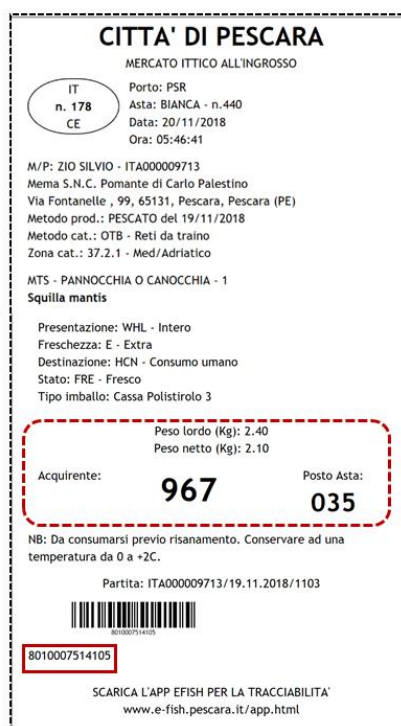 CITTA' DI PESCARA
MERCATO ITTICO ALL'INGROSSO
IT
n. 178
CE
Porto: PSR
Asta: BIANCA - n.440
Data: 20/11/2018
Ora: 05:46:41
M/P: ZIO SILVIO - ITA000009713
Mema S.N.C. Pomante di Carlo Palestino
Via Fontanelle , 99, 65131, Pescara, Pescara (PE)
Metodo prod.: PESCATO del 19/11/2018
Metodo cat.: OTB - Reti da traino
Zona cat.: 37.2.1 - Med/Adriatico
MTS - PANNOCCHIA O CANOCCHIA - 1
Squilla mantis
Presentazione: WHL - Intero
Freschezza: E - Extra
Destinazione: HCN - Consumo umano
Stato: FRE - Fresco
Tipo imballo: Cassa Polistirolo 3
Peso lordo (Kg): 2.40
Peso netto (Kg): 2.10
Acquirente:
967
Posto Asta:
035
NB: Da consumarsi previo risanamento. Conservare ad una
temperatura da 0 a +2C.
Partita: ITA000009713/19.11.2018/1103
8010007514105
8010007514105
SCARICA L'APP EFISH PER LA TRACCIABILITA'
www.e-fish.pescara.it/app.html